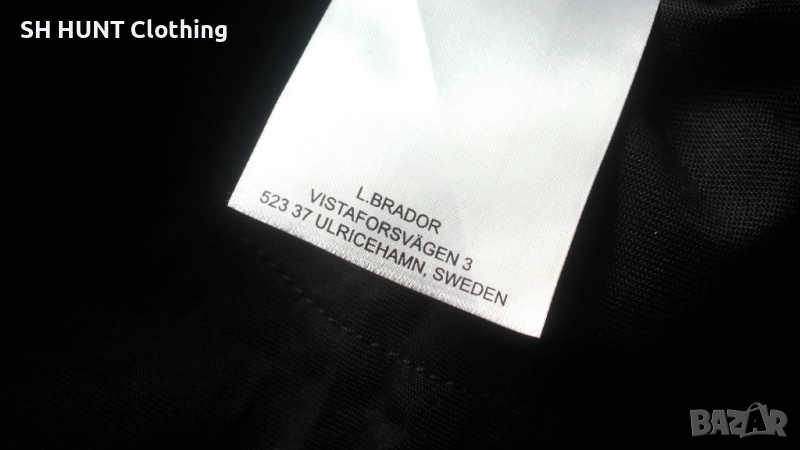 SH HUNT Clothing
L.BRADOR
VISTAFORSVÄGEN 3
523 37 ULRICEHAMN, SWEDEN
BAZAR